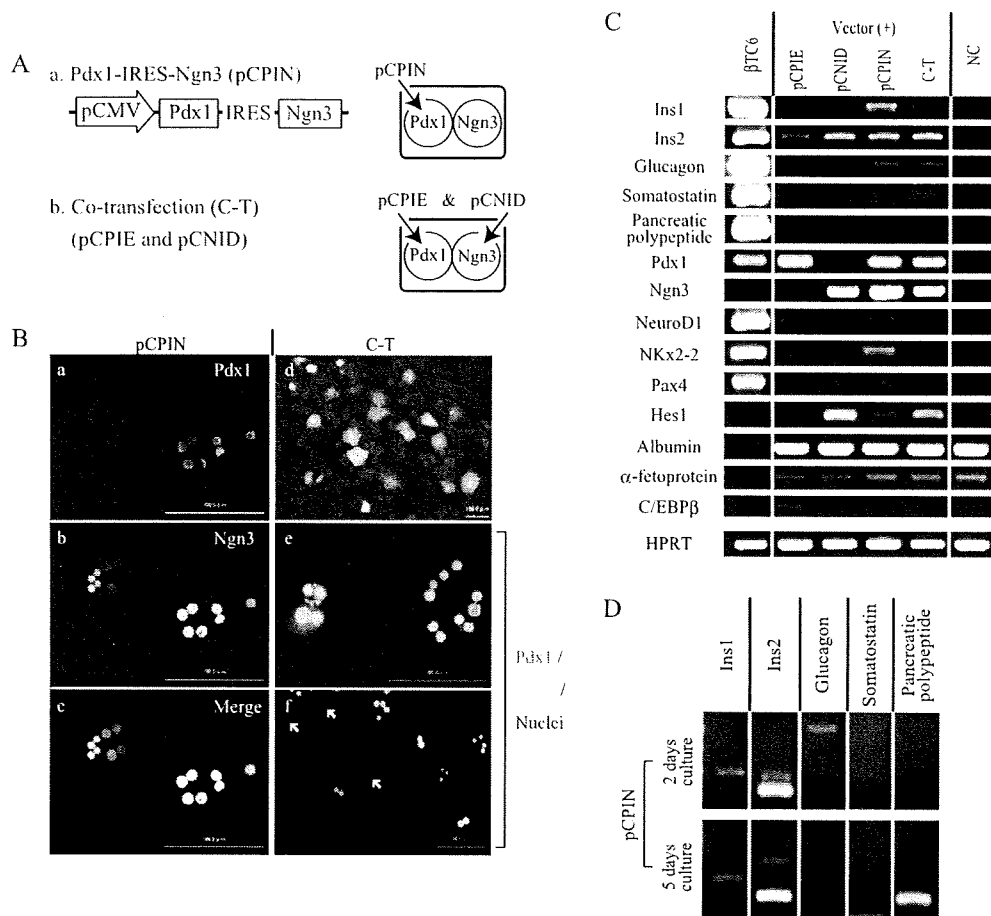 A
a. Pdx1-IRES-Ngn3 (pCPIN)
pCMV Pdx1 IRES Ngn3
pCPIN
Pdx1 Ngn3
b. Co-transfection (C-T)
(pCPIE and pCNID)
pCPIE & pCNID
Pdx1 Ngn3
B
pCPIN C-T
a Pdx1 d
b Ngn3 e
c Merge f
Pdx1 /
/
Nuclei
C
Vector (+)
βTC6 pCPIE pCNID pCPIN C-T NC
Ins1
Ins2
Glucagon
Somatostatin
Pancreatic
polypeptide
Pdx1
Ngn3
NeuroD1
NKx2-2
Pax4
Hes1
Albumin
α-fetoprotein
C/EBPβ
HPRT
D
Ins1 Ins2 Glucagon Somatostatin Pancreatic
polypeptide
pCPIN
2 days
culture
5 days
culture